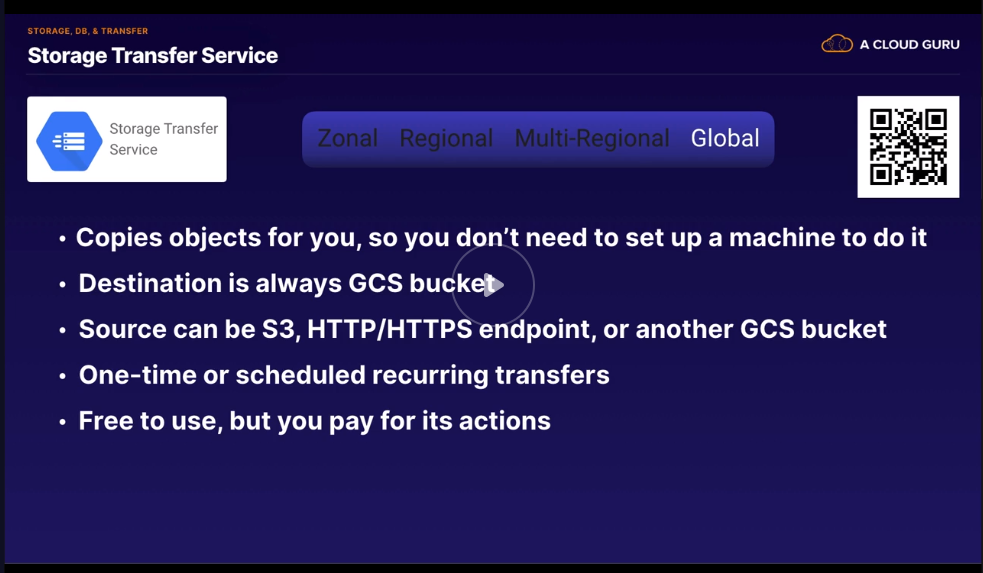 STORAGE, DB, & TRANSFER
Storage Transfer Service
A CLOUD GURU
Storage Transfer
Service
Zonal Regional Multi-Regional Global
• Copies objects for you, so you don't need to set up a machine to do it
• Destination is always GCS bucket
• Source can be S3, HTTP/HTTPS endpoint, or another GCS bucket
• One-time or scheduled recurring transfers
• Free to use, but you pay for its actions